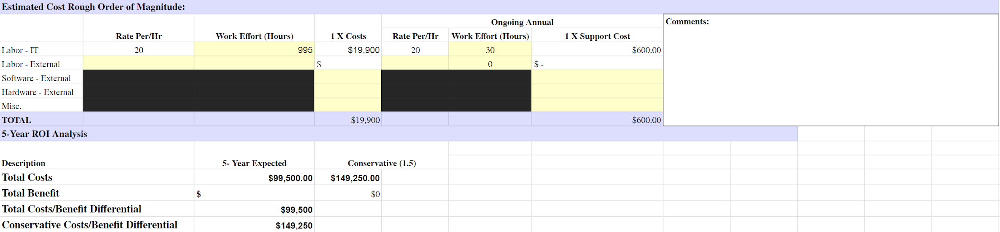 Estimated Cost Rough Order of Magnitude:
Ongoing Annual
Comments:
Rate Per/Hr Work Effort (Hours) 1 X Costs Rate Per/Hr Work Effort (Hours) 1 X Support Cost
Labor - IT 20 995 $19,900 20 30 $600.00
Labor - External $ 0 $ -
Software - External
Hardware - External
Misc.
TOTAL $19,900 $600.00
5-Year ROI Analysis
Description 5- Year Expected Conservative (1.5)
Total Costs $99,500.00 $149,250.00
Total Benefit $ $0
Total Costs/Benefit Differential $99,500
Conservative Costs/Benefit Differential $149,250